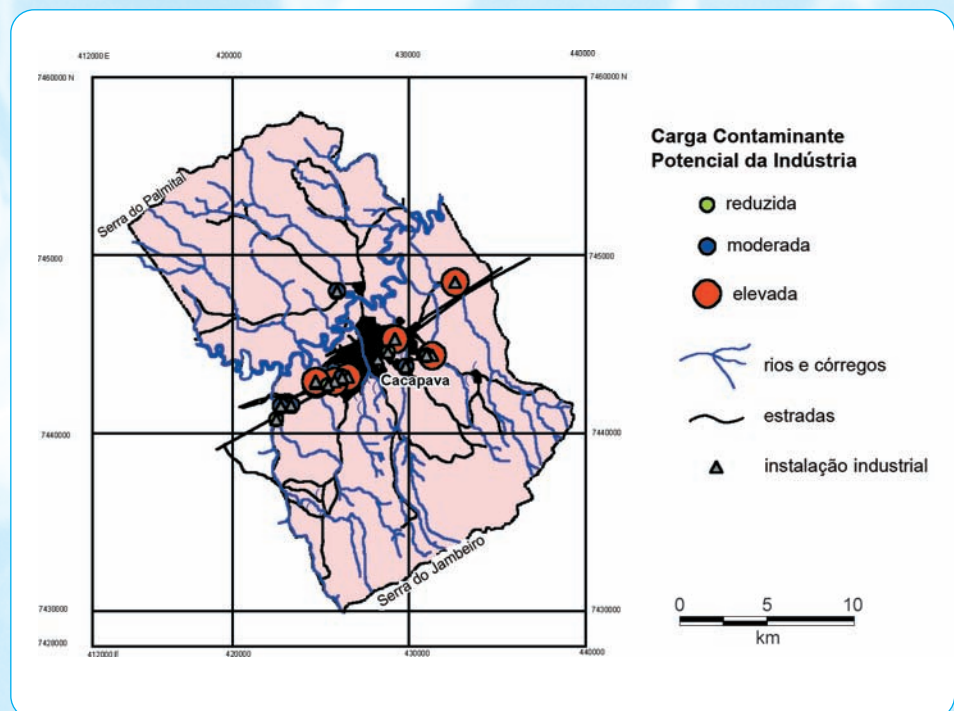 412000 E
420000
430000
440000
7460000 N
7460000 N
Carga Contaminante
Potencial da Indústria
reduzida
moderada
elevada
rios e córregos
estradas
instalação industrial
Serra do Palmital
745000
745000
Cacapava
7440000
7440000
Serra do Jambeiro
7430000
7430000
7428000
7428000
412000 E
420000
430000
440000
0
5
10
km